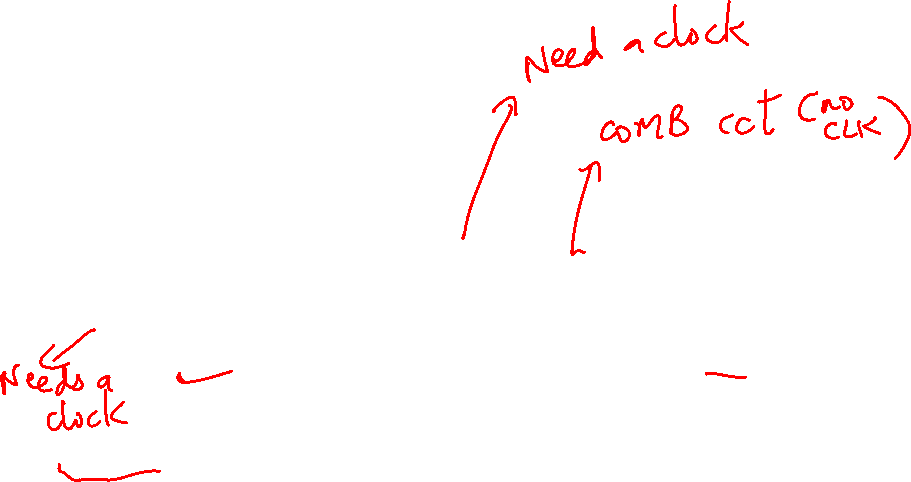 Need a clock
COMB cct (NO
CLK)
Needs a
clock